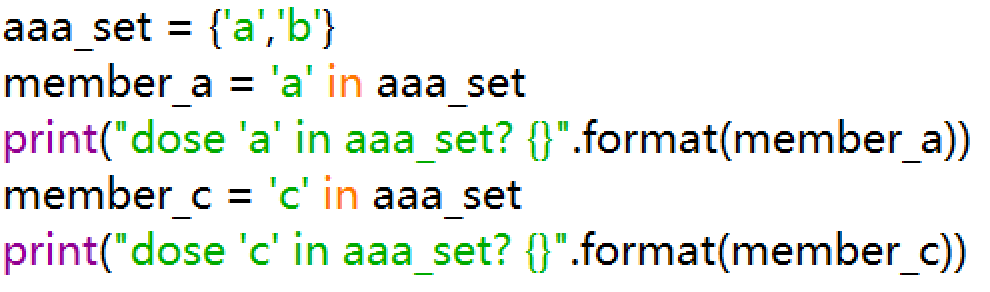 aaa_set = {'a','b'}
member_a = 'a' in aaa_set
print("dose 'a' in aaa_set? {}".format(member_a))
member_c = 'c' in aaa_set
print("dose 'c' in aaa_set? {}".format(member_c))